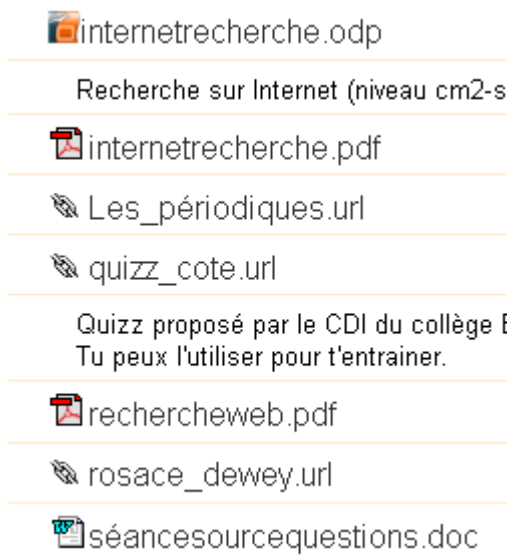 internetrecherche.odp
Recherche sur Internet (niveau cm2-s
internetrecherche.pdf
Les_périodiques.url
quizz_cote.url
Quizz proposé par le CDI du collège
Tu peux l'utiliser pour t'entrainer.
rechercheweb.pdf
rosace_dewey.url
séancesourcequestions.doc